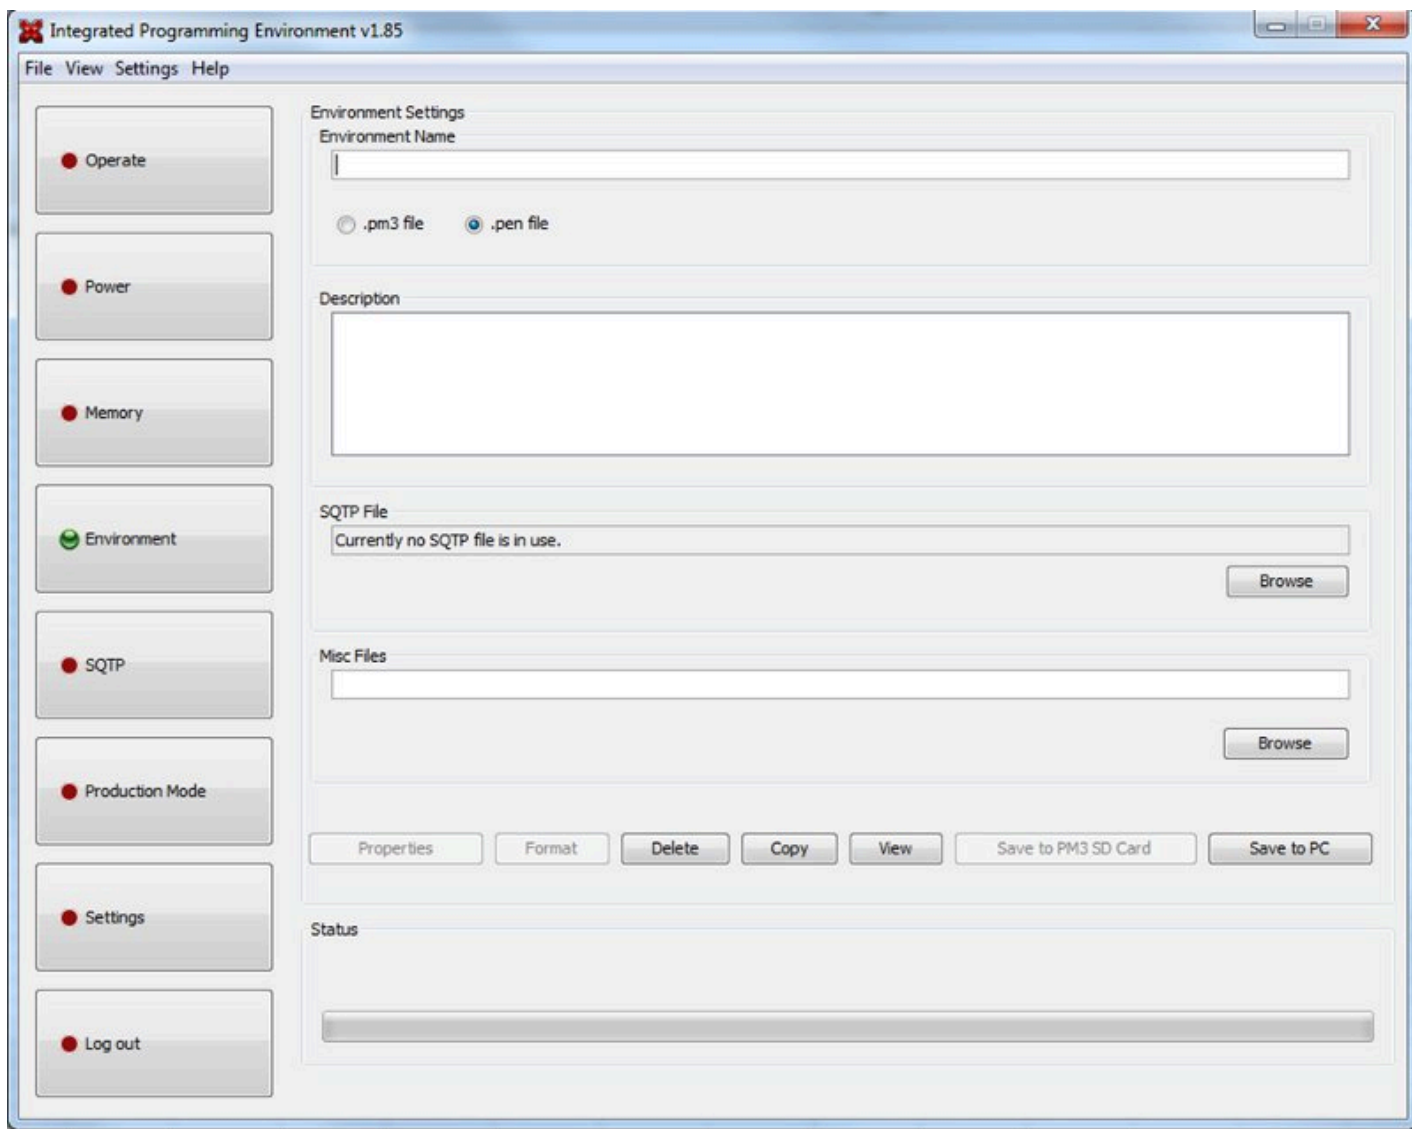 Integrated Programming Environment v1.85
File View Settings Help
Operate
Power
Memory
Environment
SQTP
Production Mode
Settings
Log out
Environment Settings
Environment Name
.pm3 file .pen file
Description
SQTP File
Currently no SQTP file is in use.
Browse
Misc Files
Browse
Properties Format Delete Copy View Save to PM3 SD Card Save to PC
Status